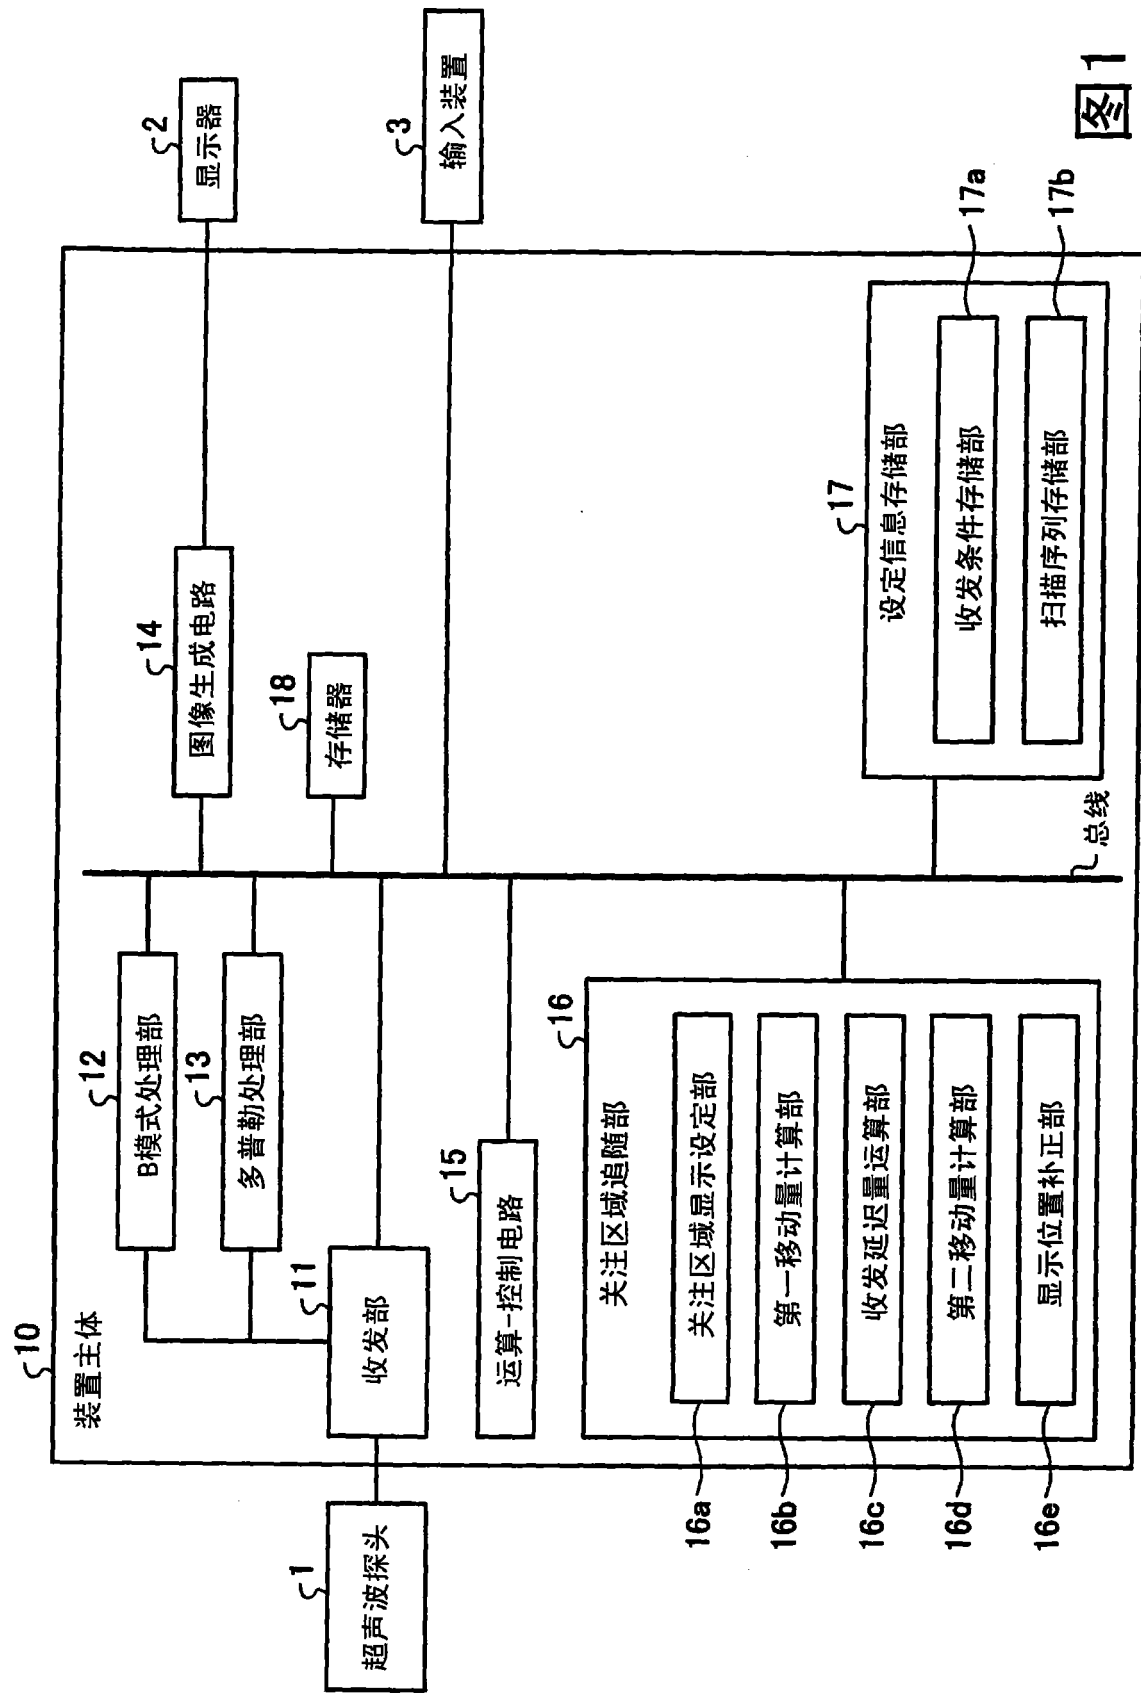 10
装置主体
1
超声波探头
11
收发部
12
B模式处理部
13
多普勒处理部
14
图像生成电路
18
存储器
2
显示器
3
输入装置
15
运算-控制电路
16
关注区域追随部
16a
关注区域显示设定部
16b
第一移动量计算部
16c
收发延迟量运算部
16d
第二移动量计算部
16e
显示位置补正部
总线
17
设定信息存储部
收发条件存储部
17a
扫描序列存储部
17b
图1